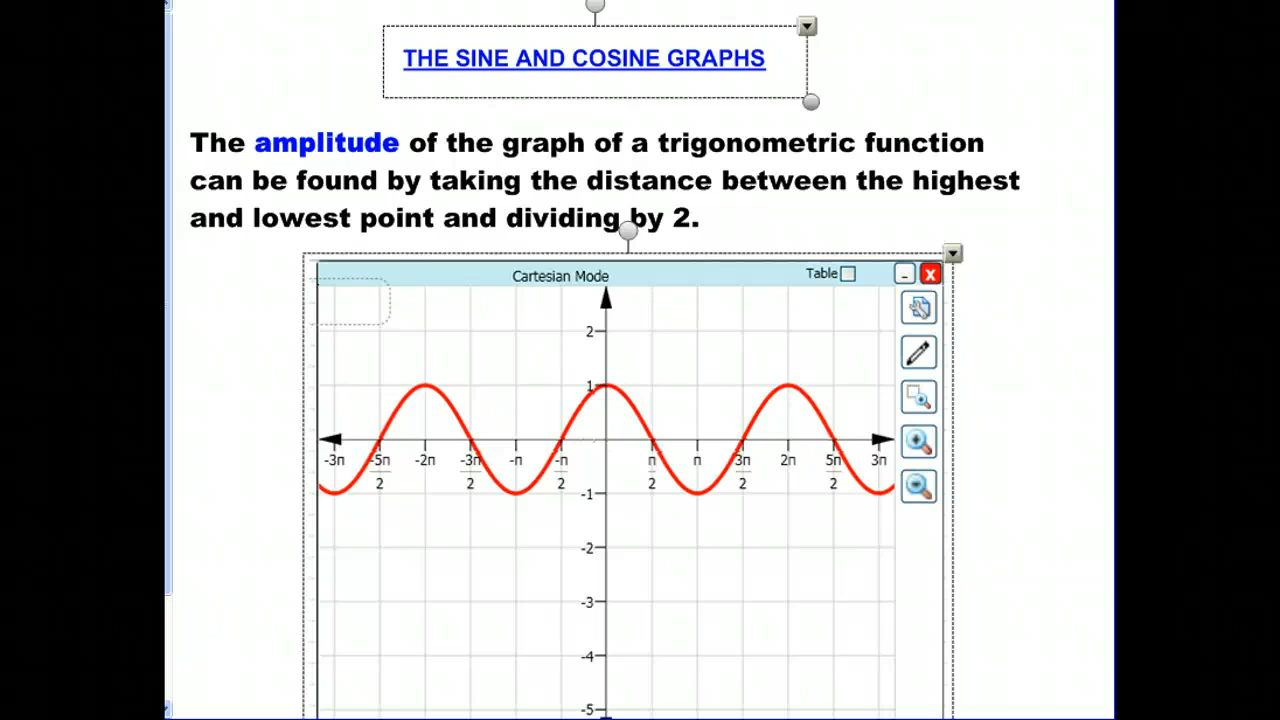 THE SINE AND COSINE GRAPHS
The amplitude of the graph of a trigonometric function
can be found by taking the distance between the highest
and lowest point and dividing by 2.
Cartesian Mode Table
X
2
1
-3π -5π -2π -3π -π -π π π 3π 2π 5π 3π
2 2 2 2 2 2
-1
-2
-3
-4
-5